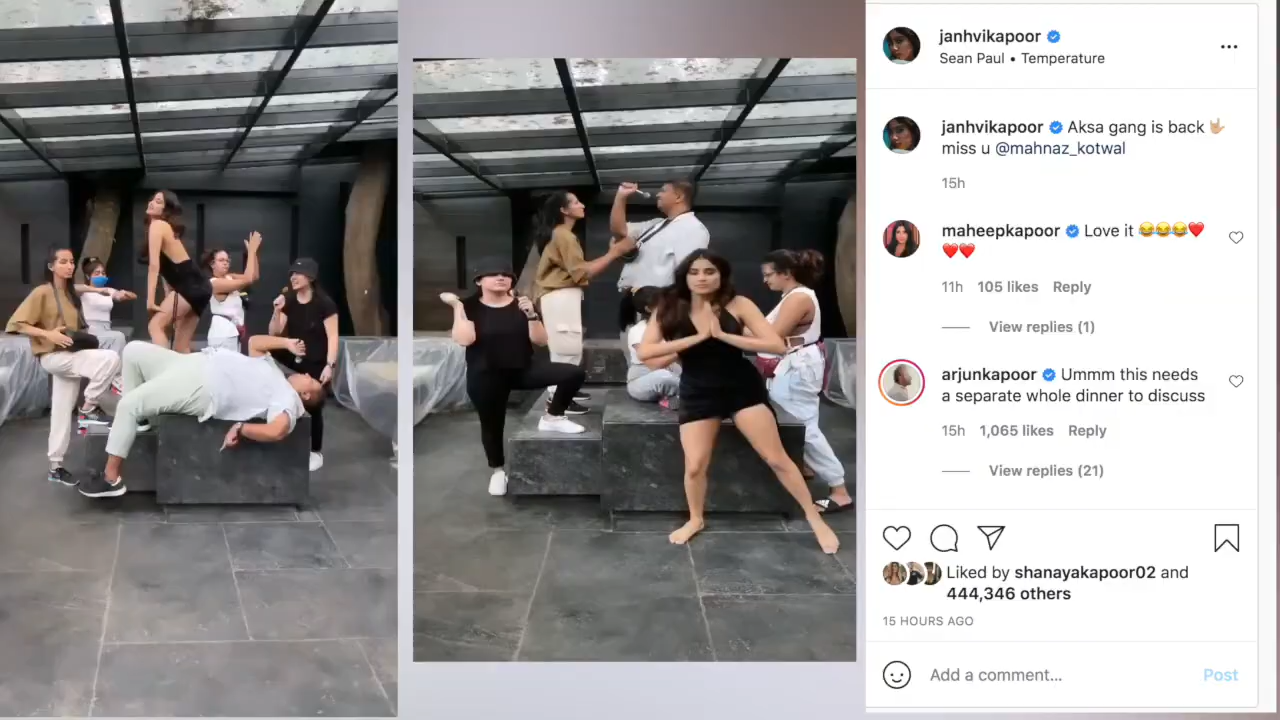 janhvikapoor
Sean Paul • Temperature
janhvikapoor Aksa gang is back 🤟🏼
miss u @mahnaz_kotwal
15h
maheepkapoor Love it 😂😂😂❤️
❤️❤️
11h 105 likes Reply
View replies (1)
arjunkapoor Ummm this needs
a separate whole dinner to discuss
15h 1,065 likes Reply
View replies (21)
Liked by shanayakapoor02 and
444,346 others
15 HOURS AGO
Add a comment... Post